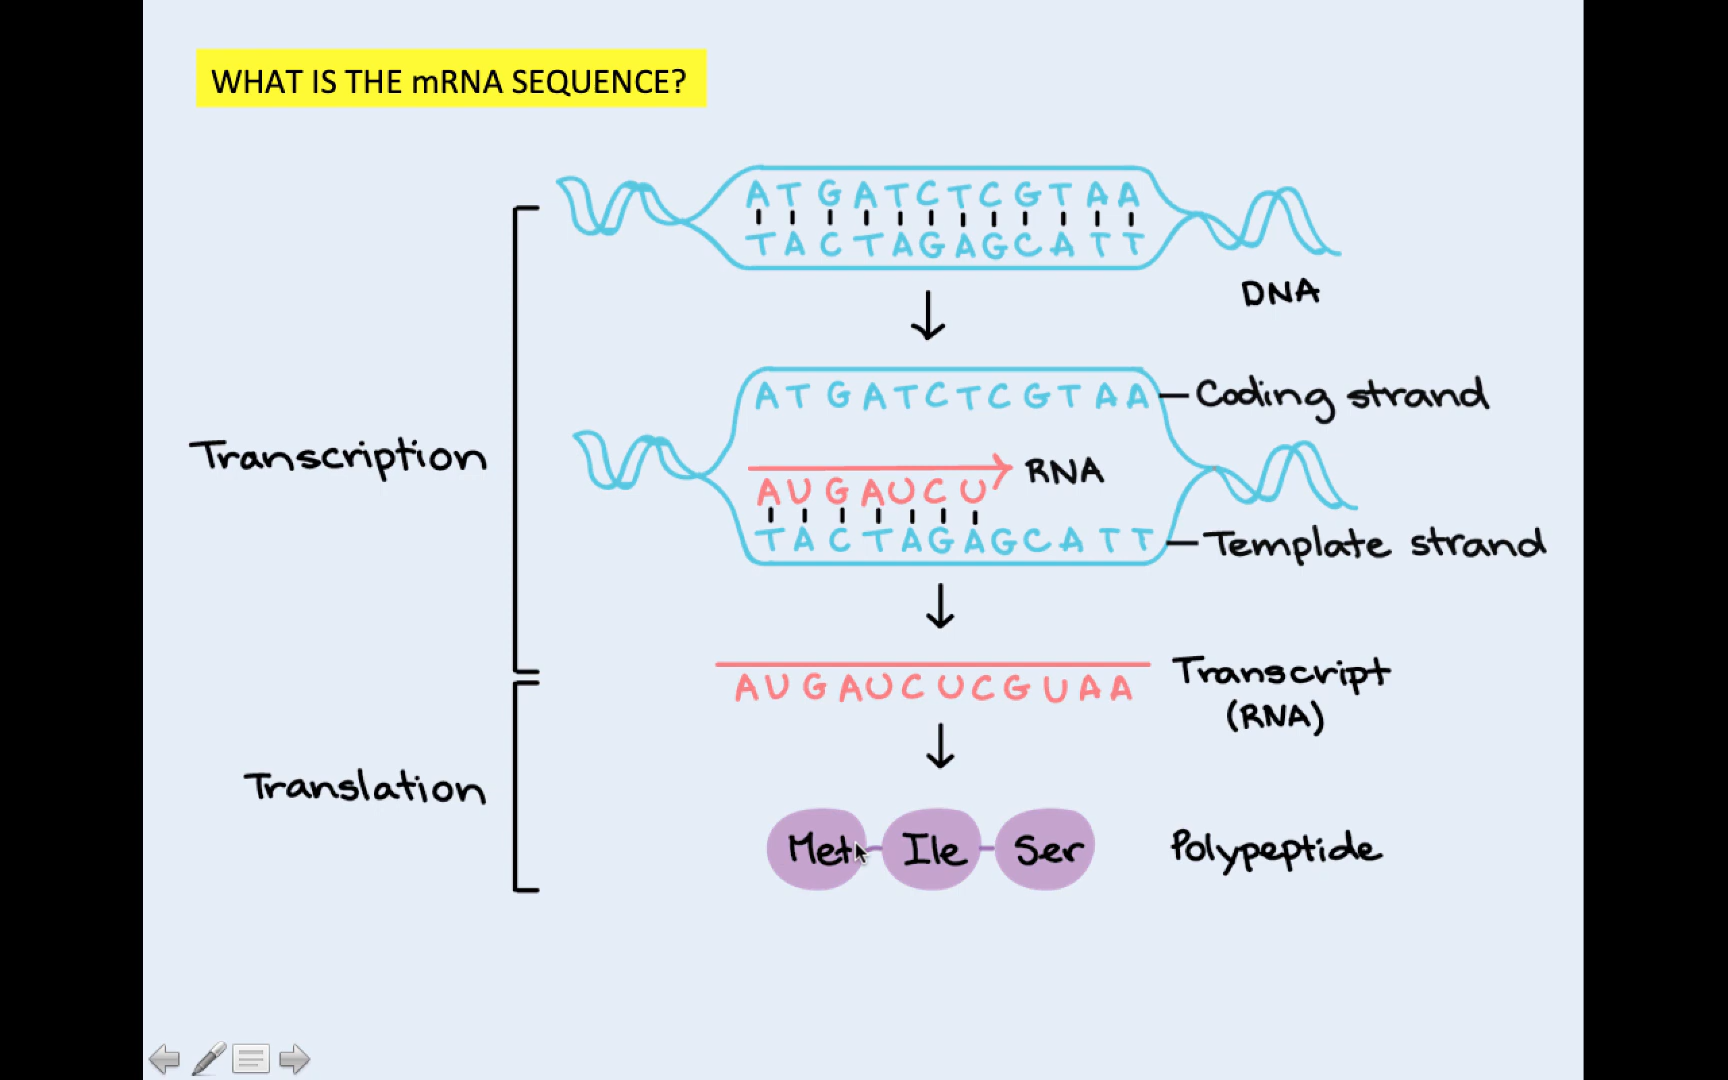 WHAT IS THE mRNA SEQUENCE?
ATGATCTCGTAA
TACTAGAGCATT
DNA
ATGATCTCGTAA
Coding strand
Transcription
RNA
AUGAUCU
TACTAGAGCATT
Template strand
AUGAUCUCGUAA
Transcript
(RNA)
Translation
Met Ile Ser
Polypeptide